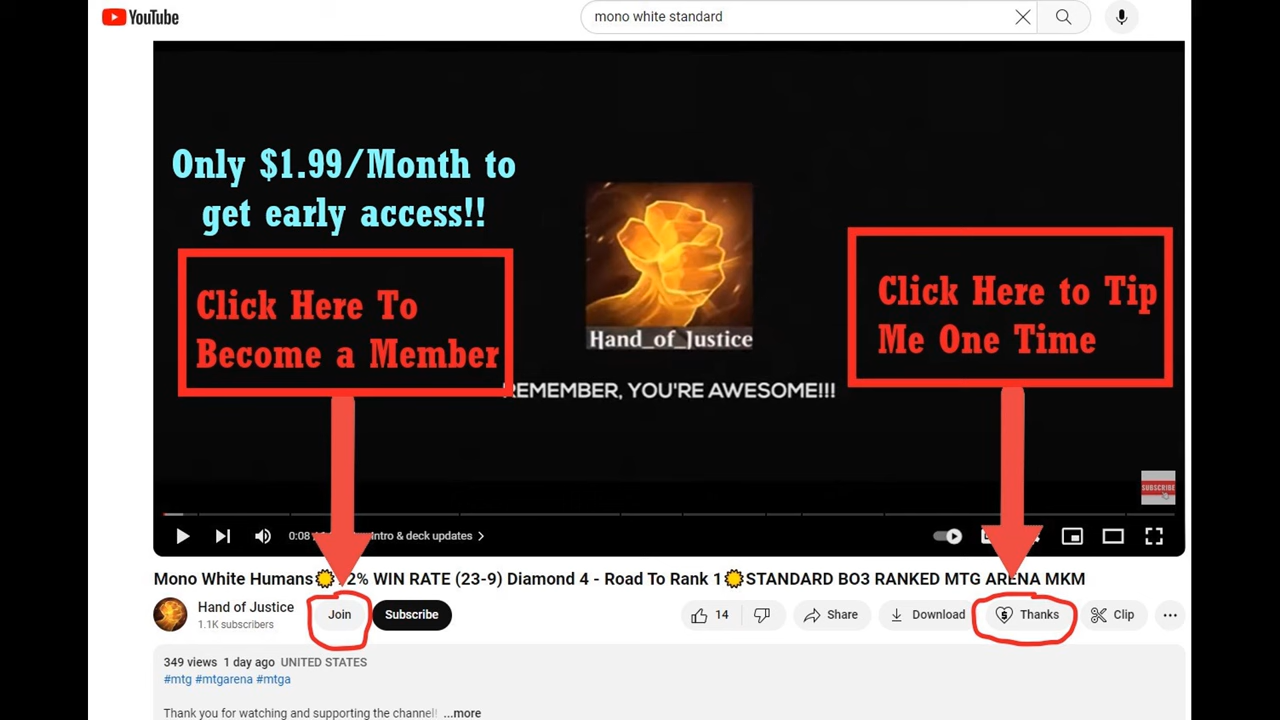 YouTube
mono white standard
Only $1.99/Month to
get early access!!
Click Here To
Become a Member
Click Here to Tip
Me One Time
Hand_of_Justice
REMEMBER, YOU'RE AWESOME!!!
SUBSCRIBE
0:08
Intro & deck updates
Mono White Humans 2% WIN RATE (23-9) Diamond 4 - Road To Rank 1 STANDARD BO3 RANKED MTG ARENA MKM
Hand of Justice
1.1K subscribers
Join
Subscribe
14
Share
Download
Thanks
Clip
349 views 1 day ago UNITED STATES
#mtg #mtgarena #mtga
Thank you for watching and supporting the channel! ...more